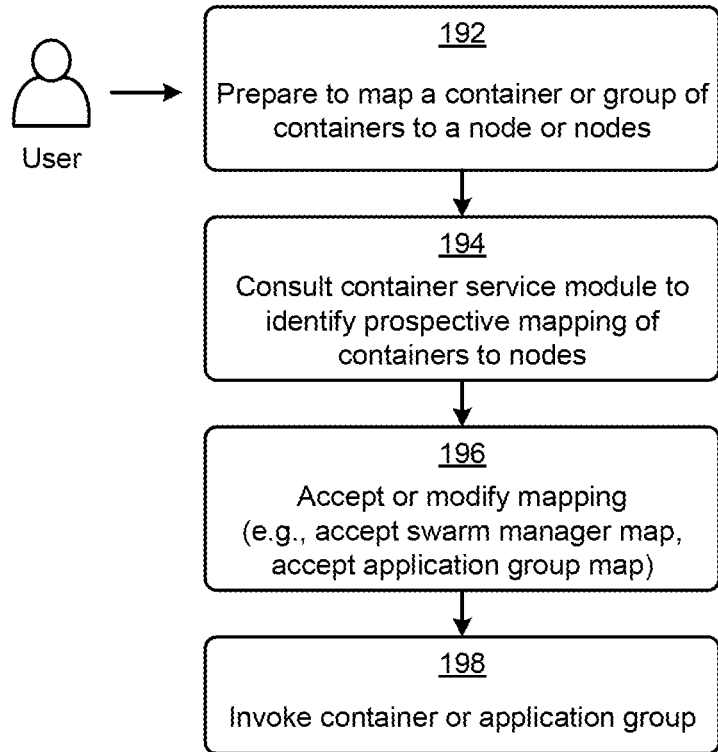 192
Prepare to map a container or group of
containers to a node or nodes
User
194
Consult container service module to
identify prospective mapping of
containers to nodes
196
Accept or modify mapping
(e.g., accept swarm manager map,
accept application group map)
198
Invoke container or application group